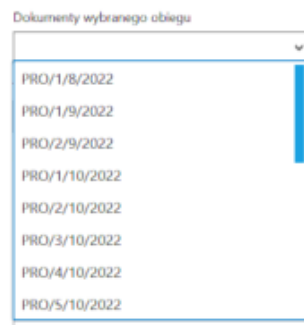 Dokumenty wybranego obiegu
PRO/1/8/2022
PRO/1/9/2022
PRO/2/9/2022
PRO/1/10/2022
PRO/2/10/2022
PRO/3/10/2022
PRO/4/10/2022
PRO/5/10/2022